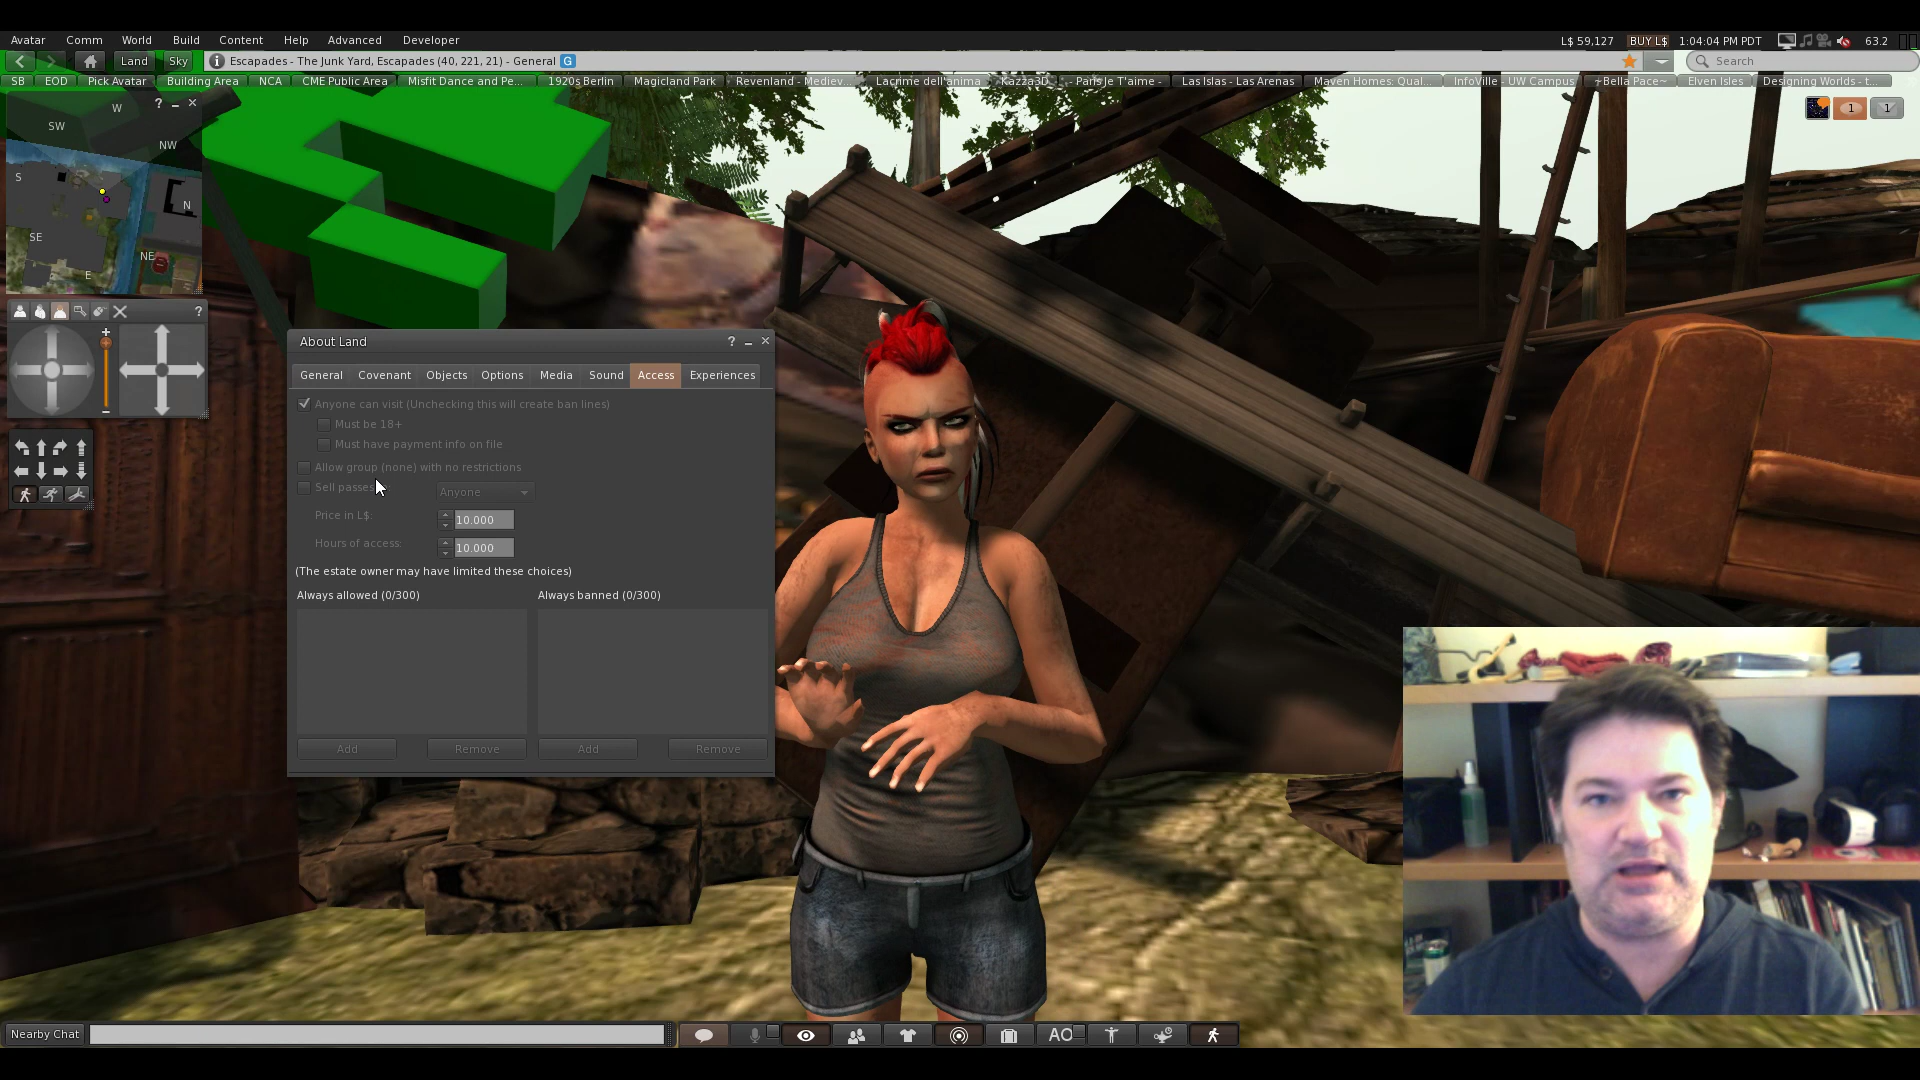 Avatar Comm World Build Content Help Advanced Developer L$ 59,127 BUY L$ 1:04:04 PM PDT 63.2
Land Sky Escapades - The Junk Yard, Escapades (40, 221, 21) - General G Search
SB EOD Pick Avatar Building Area NCA CME Public Area Misfit Dance and Pe... 1920s Berlin Magicland Park Revenland - Mediev... Lacrime dell'anima Kazza3D - Paris Je T'aime - Las Islas - Las Arenas Maven Homes: Qual... InfoVille - UW Campus ~Bella Pace~ Elven Isles Designing Worlds - t...
? 1 1
W
SW
NW
S
N
SE
NE
E
?
About Land ?
General Covenant Objects Options Media Sound Access Experiences
Anyone can visit (Unchecking this will create ban lines)
Must be 18+
Must have payment info on file
Allow group (none) with no restrictions
Sell passes Anyone
Price in L$: 10.000
Hours of access: 10.000
(The estate owner may have limited these choices)
Always allowed (0/300) Always banned (0/300)
Add Remove Add Remove
Nearby Chat AO